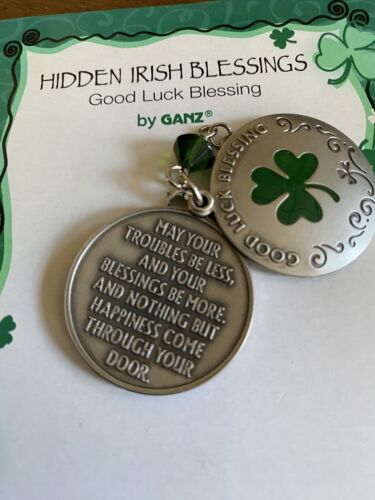 HIDDEN IRISH BLESSINGS
Good Luck Blessing
by GANZ®
GOOD LUCK BLESSING
MAY YOUR
TROUBLES BE LESS,
AND YOUR
BLESSINGS BE MORE.
AND NOTHING BUT
HAPPINESS COME
THROUGH YOUR
DOOR.